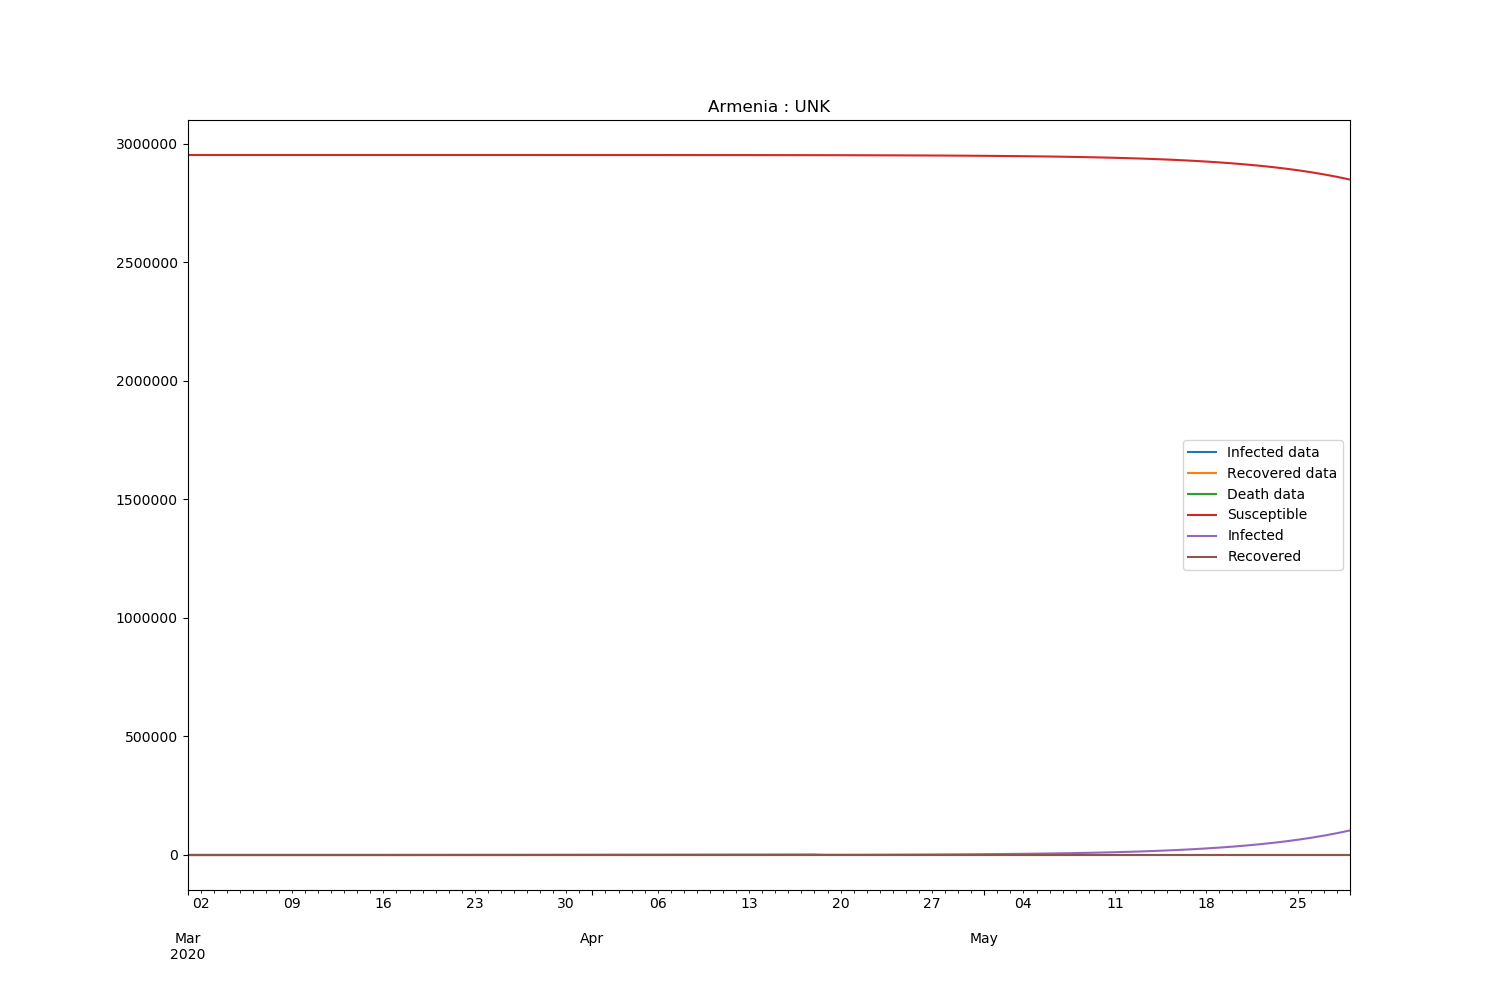 Armenia : UNK
3000000
2500000
2000000
1500000
1000000
500000
0
Infected data
Recovered data
Death data
Susceptible
Infected
Recovered
02 09 16 23 30 06 13 20 27 04 11 18 25
Mar Apr May
2020